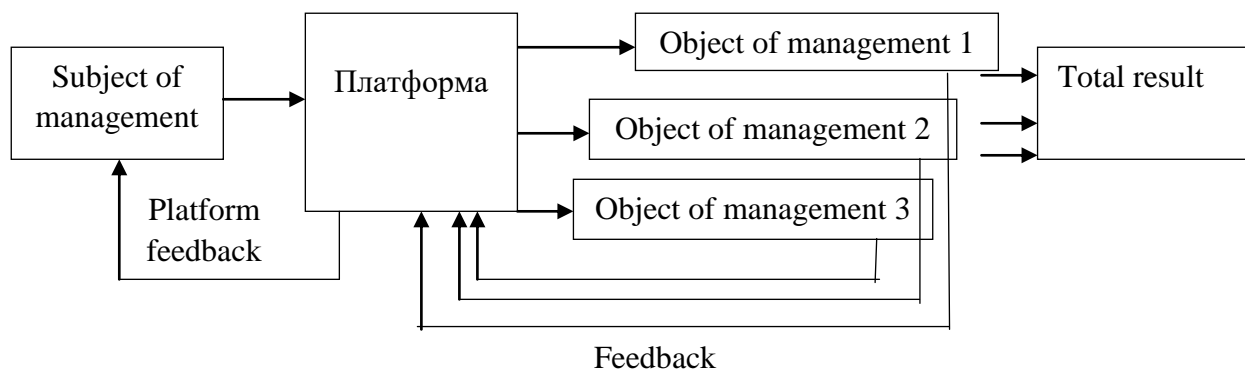 Subject of
management
Платформа
Object of management 1
Object of management 2
Object of management 3
Total result
Platform
feedback
Feedback